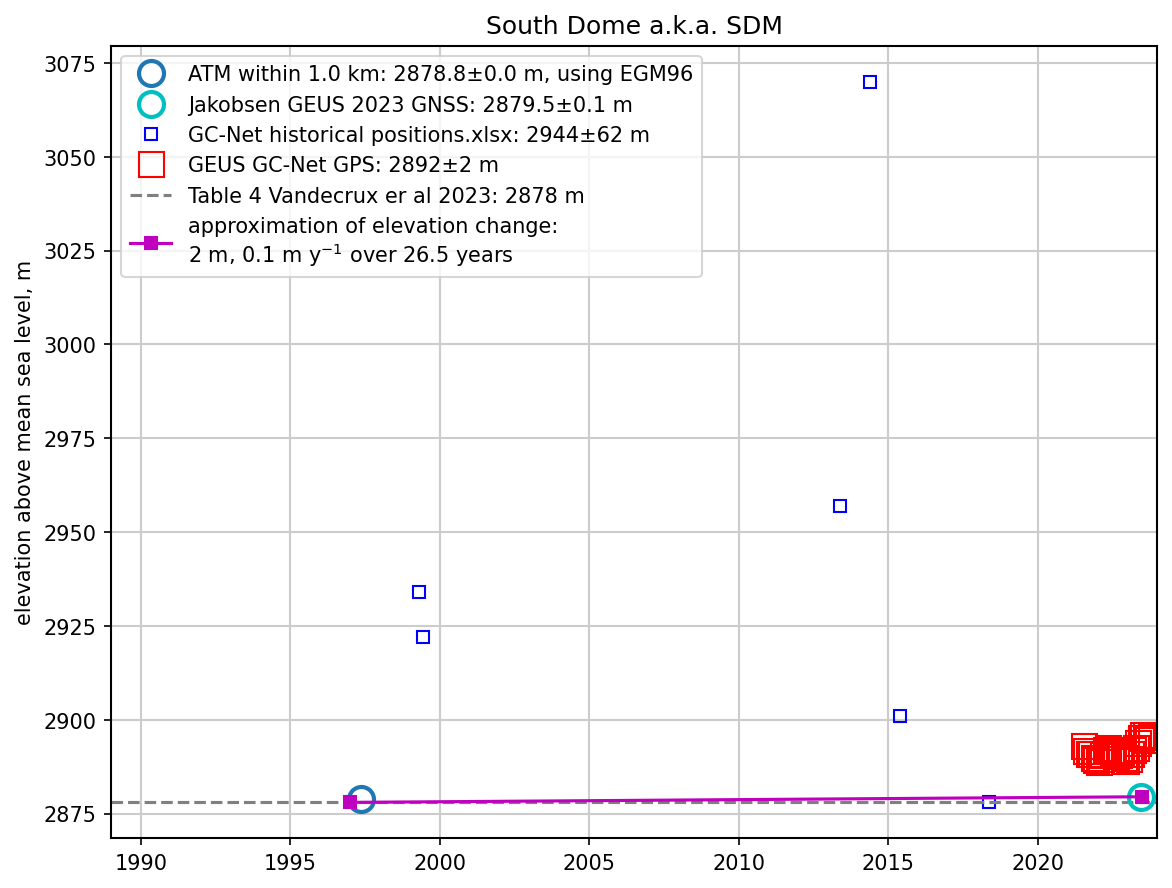 South Dome a.k.a. SDM
ATM within 1.0 km: 2878.8±0.0 m, using EGM96
Jakobsen GEUS 2023 GNSS: 2879.5±0.1 m
GC-Net historical positions.xlsx: 2944±62 m
GEUS GC-Net GPS: 2892±2 m
Table 4 Vandecrux er al 2023: 2878 m
approximation of elevation change:
2 m, 0.1 m y⁻¹ over 26.5 years
elevation above mean sea level, m
3075
3050
3025
3000
2975
2950
2925
2900
2875
1990
1995
2000
2005
2010
2015
2020